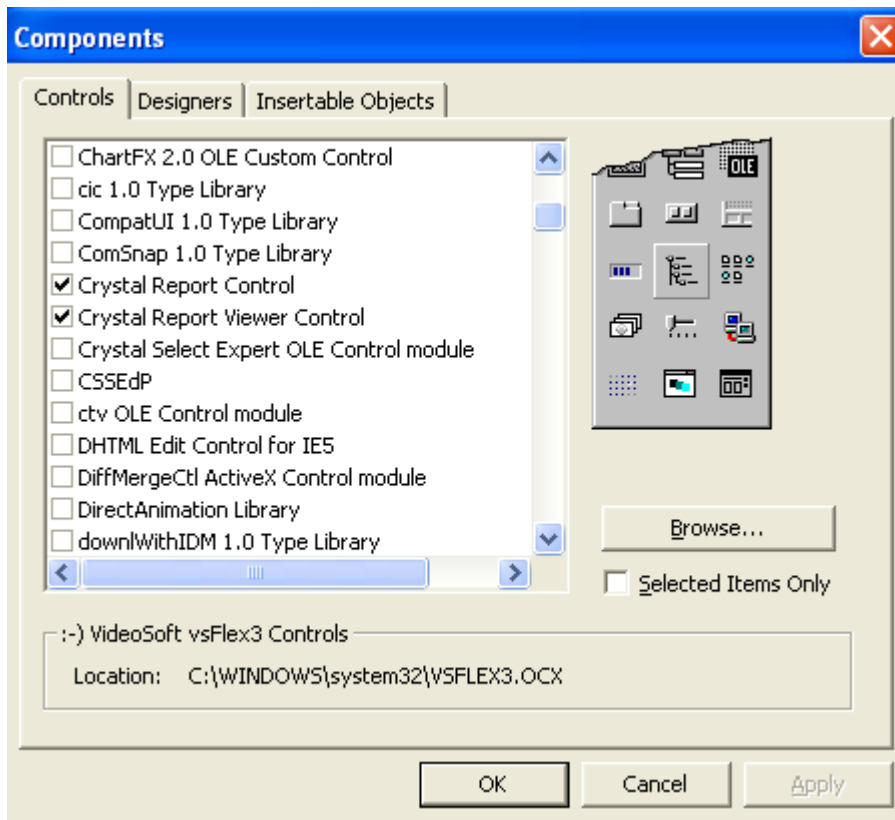 Components
Controls
Designers
Insertable Objects
ChartFX 2.0 OLE Custom Control
cic 1.0 Type Library
CompatUI 1.0 Type Library
ComSnap 1.0 Type Library
Crystal Report Control
Crystal Report Viewer Control
Crystal Select Expert OLE Control module
CSSEdP
ctv OLE Control module
DHTML Edit Control for IE5
DiffMergeCtl ActiveX Control module
DirectAnimation Library
downlWithIDM 1.0 Type Library
OLE
Browse...
Selected Items Only
:-) VideoSoft vsFlex3 Controls
Location: C:\WINDOWS\system32\VSFLEX3.OCX
OK
Cancel
Apply